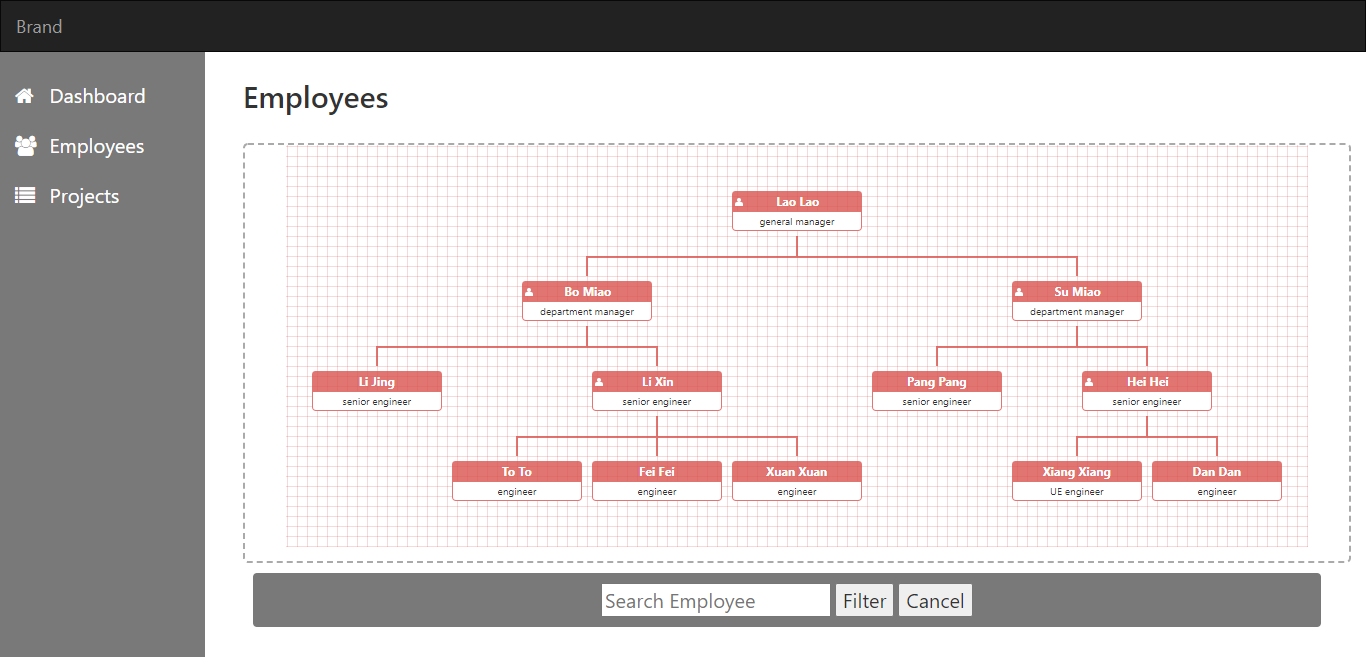 Brand
Dashboard
Employees
Projects
Employees
Lao Lao
general manager
Bo Miao
department manager
Su Miao
department manager
Li Jing
senior engineer
Li Xin
senior engineer
Pang Pang
senior engineer
Hei Hei
senior engineer
To To
engineer
Fei Fei
engineer
Xuan Xuan
engineer
Xiang Xiang
UE engineer
Dan Dan
engineer
Search Employee
Filter
Cancel